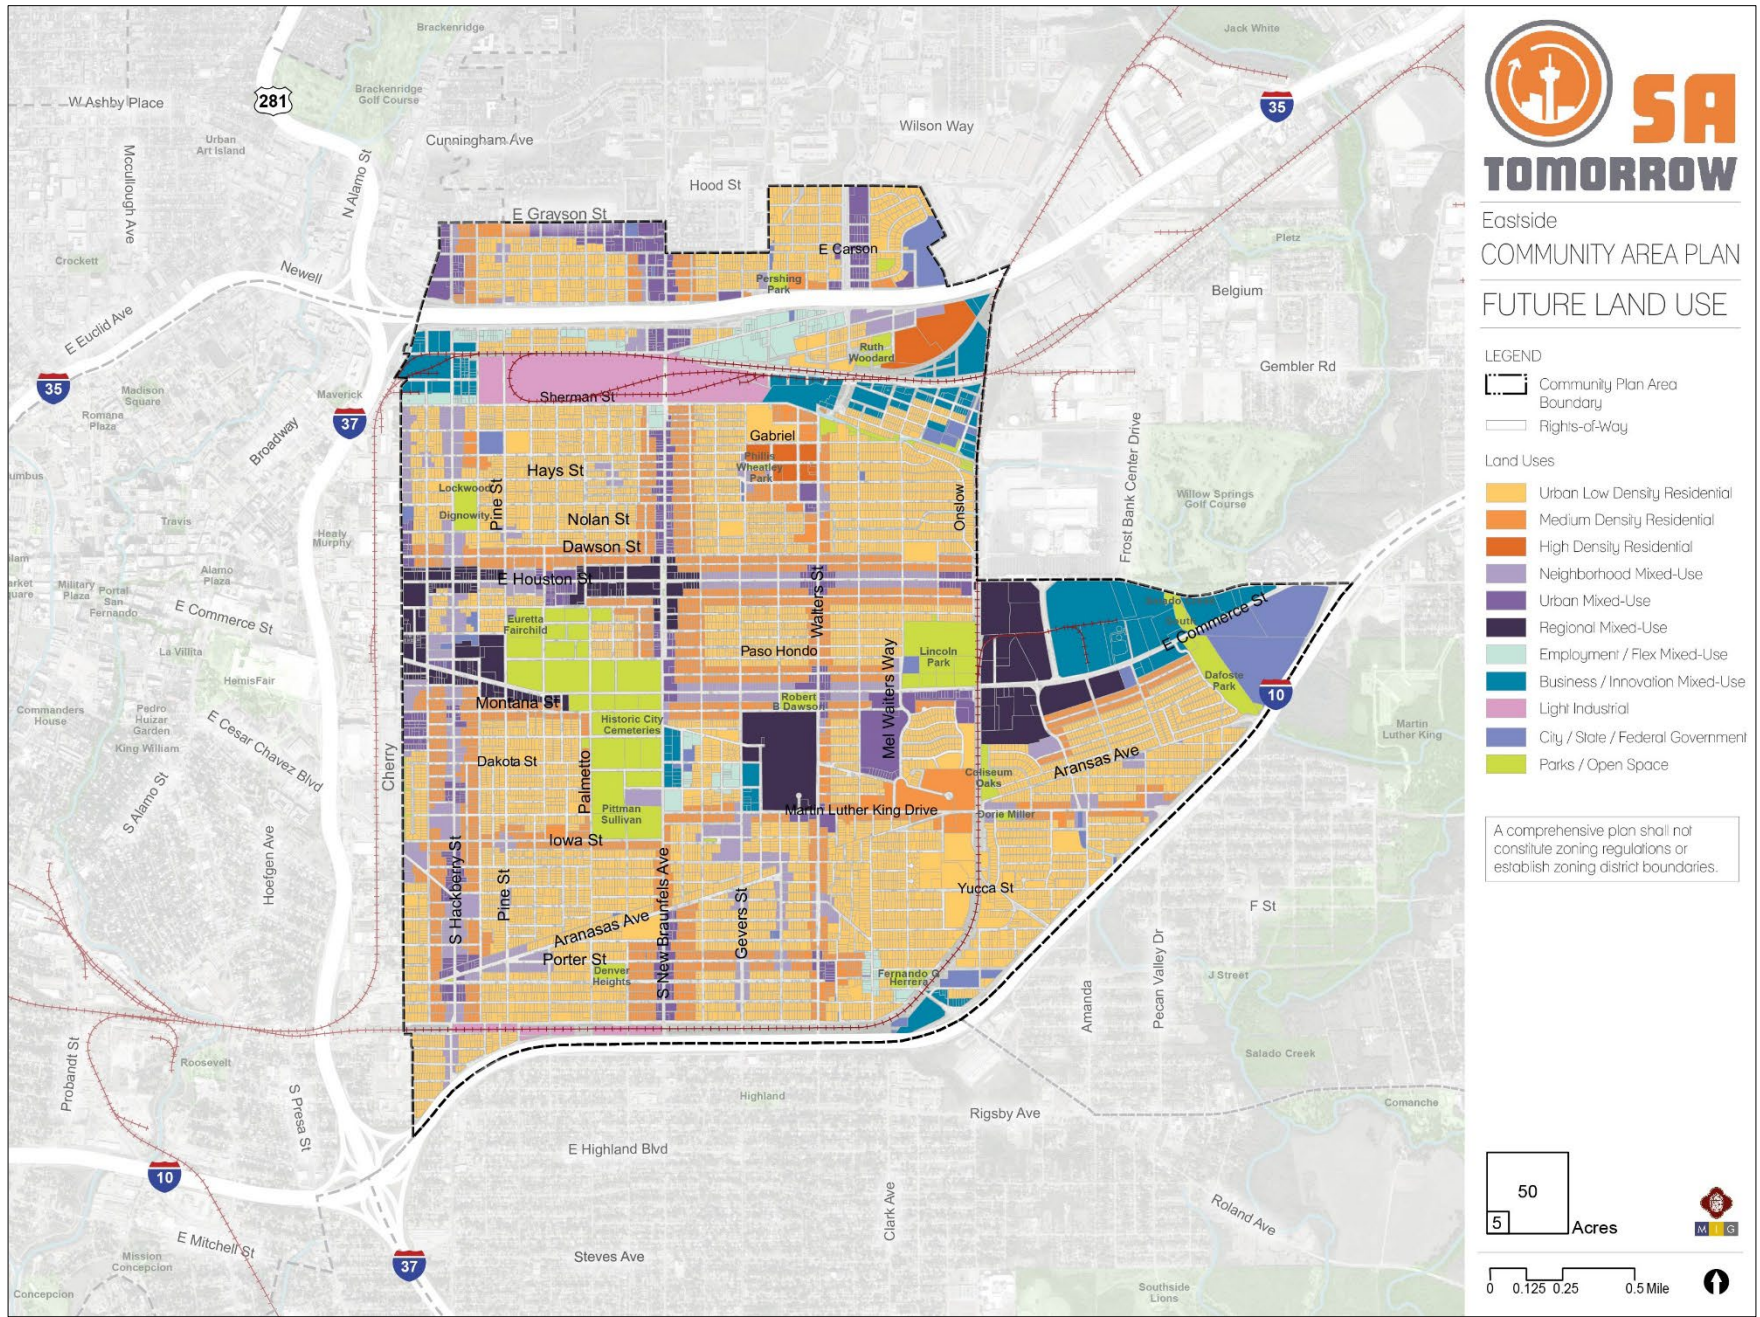 Brackenridge
Jack White
281
Brackenridge
Golf Course
W Ashby Place
35
Wilson Way
Urban
Art Island
Cunningham Ave
Mccullough Ave
N Alamo St
Hood St
E Grayson St
E Carson
Pletz
Crockett
Newell
Pershing
Park
Belgium
E Euclid Ave
Ruth
Woodard
Gembler Rd
35
Madison
Square
Maverick
Sherman St
Romana
Plaza
37
Broadway
Gabriel
Frost Bank Center Drive
Hays St
Phillis
Wheatley
Park
Lockwood
Pine St
Willow Springs
Golf Course
Onslow
Dignowity
Travis
Nolan St
Healy
Murphy
Dawson St
Alamo
Plaza
E Houston St
Military
Plaza
Portal
San
Fernando
Walters St
E Commerce St
E Commerce St
Euretta
Fairchild
La Villita
Paso Hondo
Lincoln
Park
HemisFair
Mel Waiters Way
Dafoste
Park
10
Montana St
Robert
B Dawson
Commanders
House
Pedro
Huizar
Garden
Historic City
Cemeteries
Martin
Luther King
King William
E Cesar Chavez Blvd
Cherry
Dakota St
Palmetto
Aransas Ave
Coliseum
Oaks
S Alamo St
Pittman
Sullivan
Martin Luther King Drive
Dorie Miller
Iowa St
Hoefgen Ave
S Hackberry St
Pine St
S New Braunfels Ave
Gevers St
Yucca St
F St
Aranasas Ave
Porter St
Denver
Heights
Fernando G
Herrera
Pecan Valley Dr
J Street
Amanda
Probandt St
Roosevelt
Salado Creek
S Presa St
Highland
Rigsby Ave
Comanche
E Highland Blvd
10
Clark Ave
Roland Ave
E Mitchell St
Steves Ave
37
Mission
Concepcion
Concepcion
Southside
Lions
SA
TOMORROW
Eastside
COMMUNITY AREA PLAN
FUTURE LAND USE
LEGEND
Community Plan Area
Boundary
Rights-of-Way
Land Uses
Urban Low Density Residential
Medium Density Residential
High Density Residential
Neighborhood Mixed-Use
Urban Mixed-Use
Regional Mixed-Use
Employment / Flex Mixed-Use
Business / Innovation Mixed-Use
Light Industrial
City / State / Federal Government
Parks / Open Space
A comprehensive plan shall not
constitute zoning regulations or
establish zoning district boundaries.
50
5
Acres
M I G
0 0.125 0.25 0.5 Mile